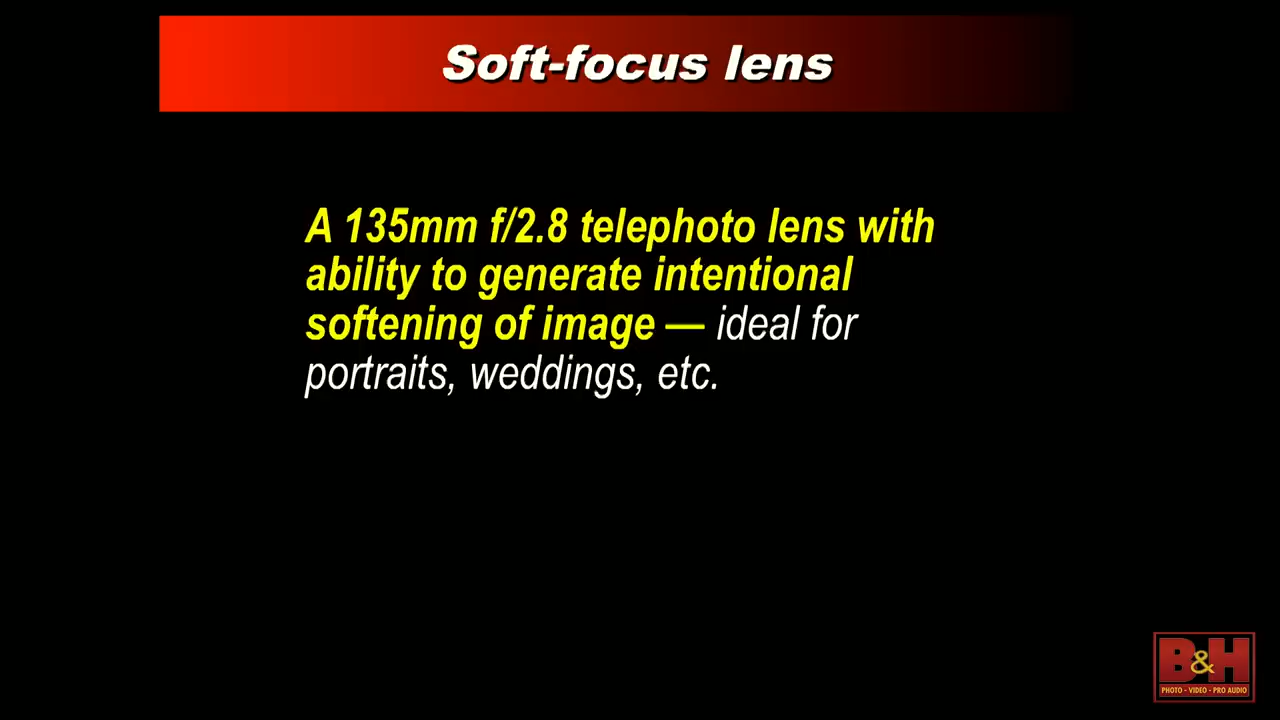 Soft-focus lens
A 135mm f/2.8 telephoto lens with
ability to generate intentional
softening of image — ideal for
portraits, weddings, etc.
B&H
PHOTO - VIDEO - PRO AUDIO